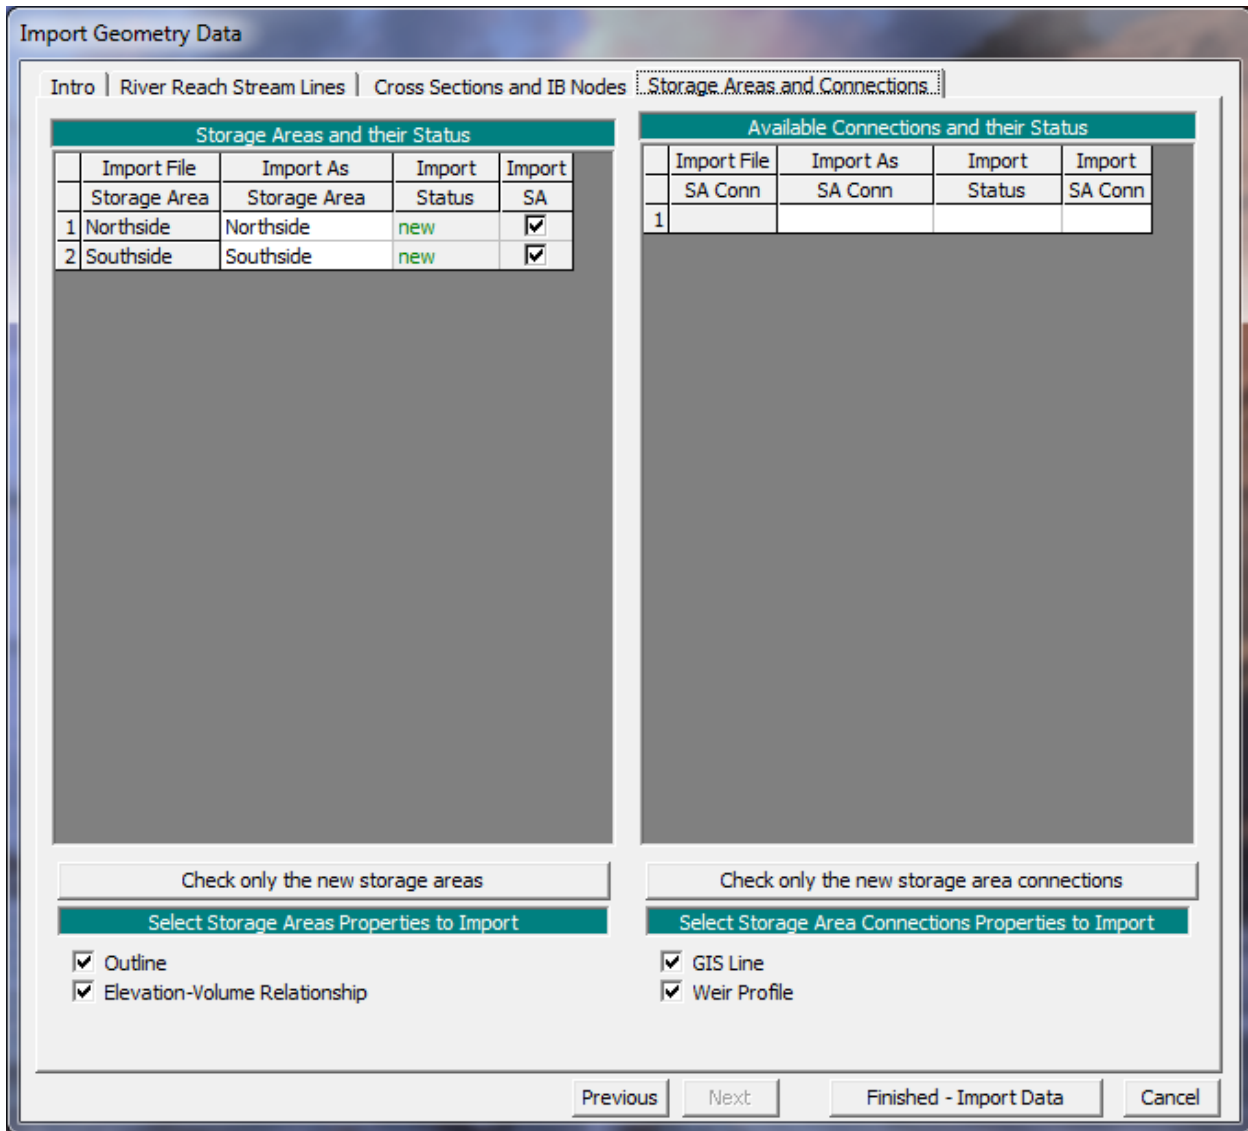 Import Geometry Data
Intro River Reach Stream Lines Cross Sections and IB Nodes Storage Areas and Connections
Storage Areas and their Status
Import File Import As Import Import
Storage Area Storage Area Status SA
1 Northside Northside new
2 Southside Southside new
Check only the new storage areas
Select Storage Areas Properties to Import
Outline
Elevation-Volume Relationship
Available Connections and their Status
Import File Import As Import Import
SA Conn SA Conn Status SA Conn
1
Check only the new storage area connections
Select Storage Area Connections Properties to Import
GIS Line
Weir Profile
Previous Next Finished - Import Data Cancel